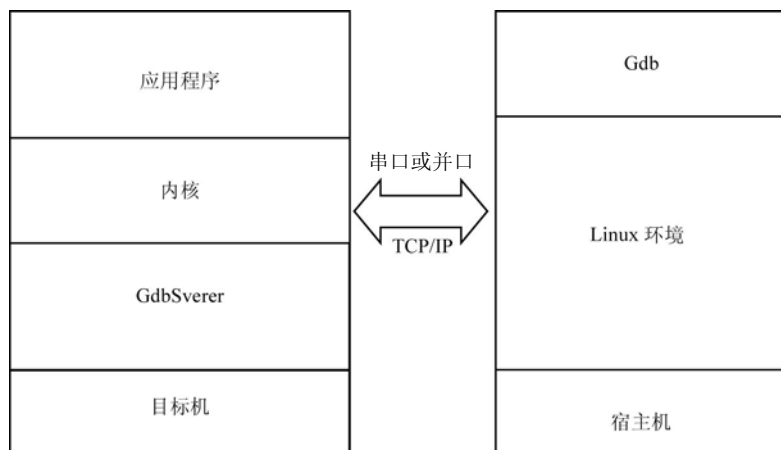 应用程序
内核
GdbSverer
目标机
串口或并口
TCP/IP
Gdb
Linux 环境
宿主机